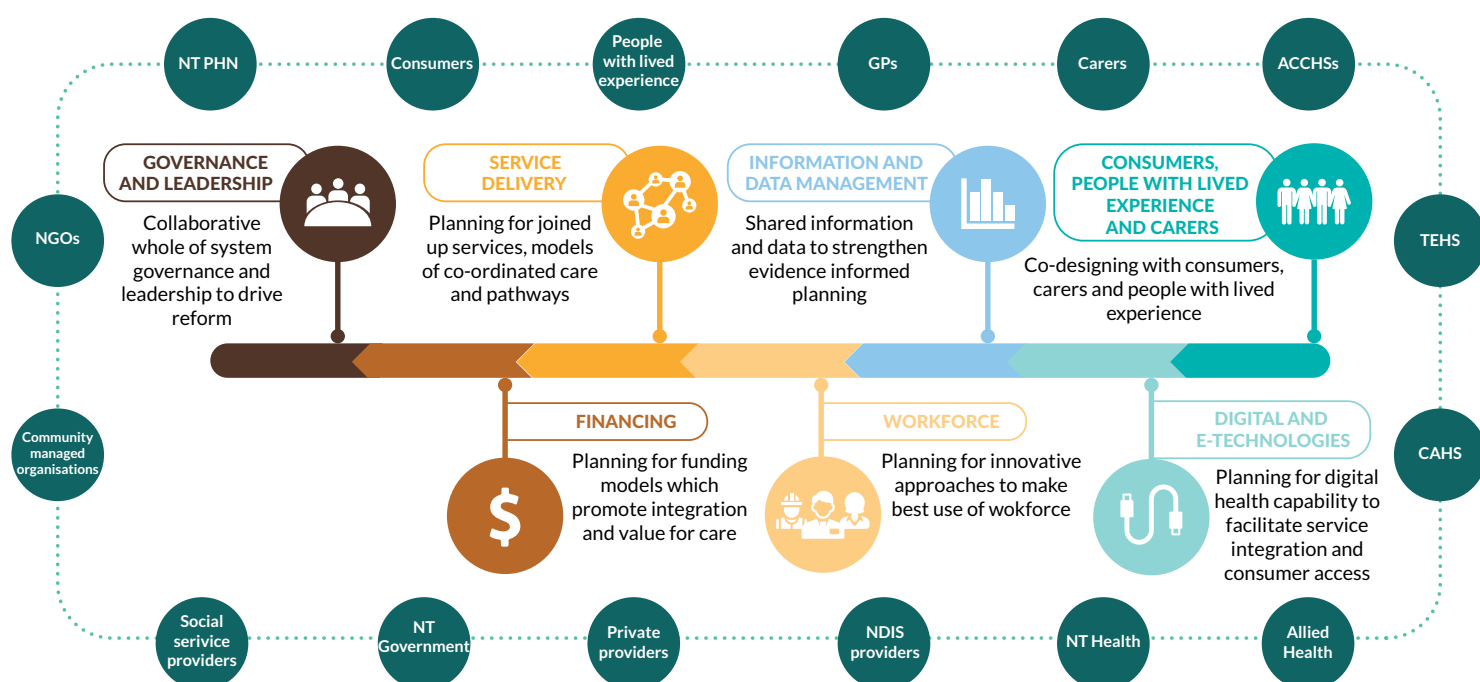 NT PHN
Consumers
People
with lived
experience
GPs
Carers
ACCHSs
GOVERNANCE
AND LEADERSHIP
Collaborative
whole of system
governance and
leadership to drive
reform
SERVICE
DELIVERY
Planning for joined
up services, models
of co-ordinated care
and pathways
INFORMATION AND
DATA MANAGEMENT
Shared information
and data to strengthen
evidence informed
planning
CONSUMERS,
PEOPLE WITH LIVED
EXPERIENCE
AND CARERS
Co-designing with consumers,
carers and people with lived
experience
NGOs
TEHS
Community
managed
organisations
CAHS
FINANCING
Planning for funding
models which
promote integration
and value for care
$
WORKFORCE
Planning for innovative
approaches to make
best use of wokforce
DIGITAL AND
E-TECHNOLOGIES
Planning for digital
health capability to
facilitate service
integration and
consumer access
Social
serivice
providers
NT
Government
Private
providers
NDIS
providers
NT Health
Allied
Health